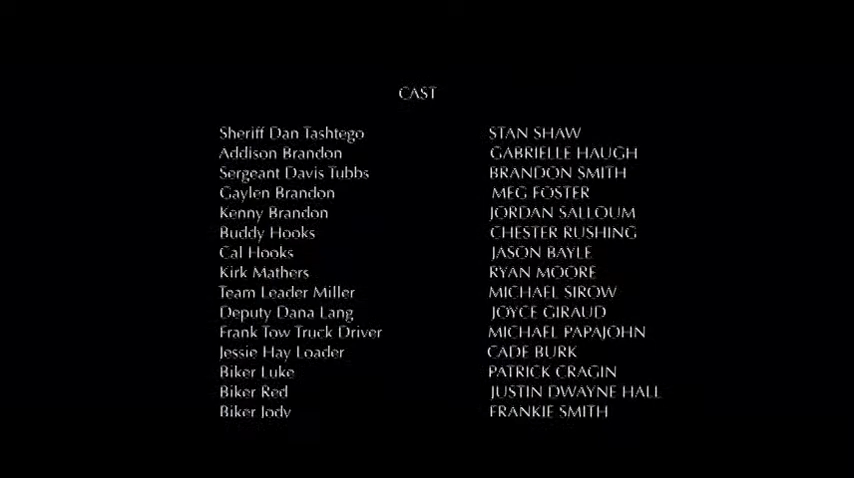 CAST
Sheriff Dan Tashtego STAN SHAW
Addison Brandon GABRIELLE HAUGH
Sergeant Davis Tubbs BRANDON SMITH
Gaylen Brandon MEG FOSTER
Kenny Brandon JORDAN SALLOUM
Buddy Hooks CHESTER RUSHING
Cal Hooks JASON BAYLE
Kirk Mathers RYAN MOORE
Team Leader Miller MICHAEL SIROW
Deputy Dana Lang JOYCE GIRAUD
Frank Tow Truck Driver MICHAEL PAPAJOHN
Jessie Hay Loader CADE BURK
Biker Luke PATRICK CRAGIN
Biker Red JUSTIN DWAYNE HALL
Biker Jody FRANKIE SMITH